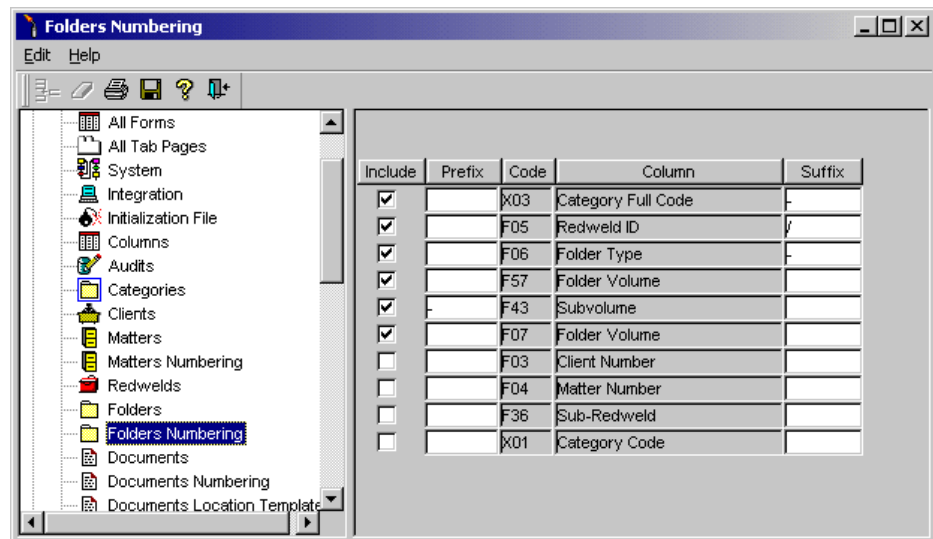 Folders Numbering
Edit Help
All Forms
All Tab Pages
System
Integration
Initialization File
Columns
Audits
Categories
Clients
Matters
Matters Numbering
Redwelds
Folders
Folders Numbering
Documents
Documents Numbering
Documents Location Template
Include Prefix Code Column Suffix
X03 Category Full Code -
F05 Redweld ID /
F06 Folder Type -
F57 Folder Volume
- F43 Subvolume
F07 Folder Volume
F03 Client Number
F04 Matter Number
F36 Sub-Redweld
X01 Category Code